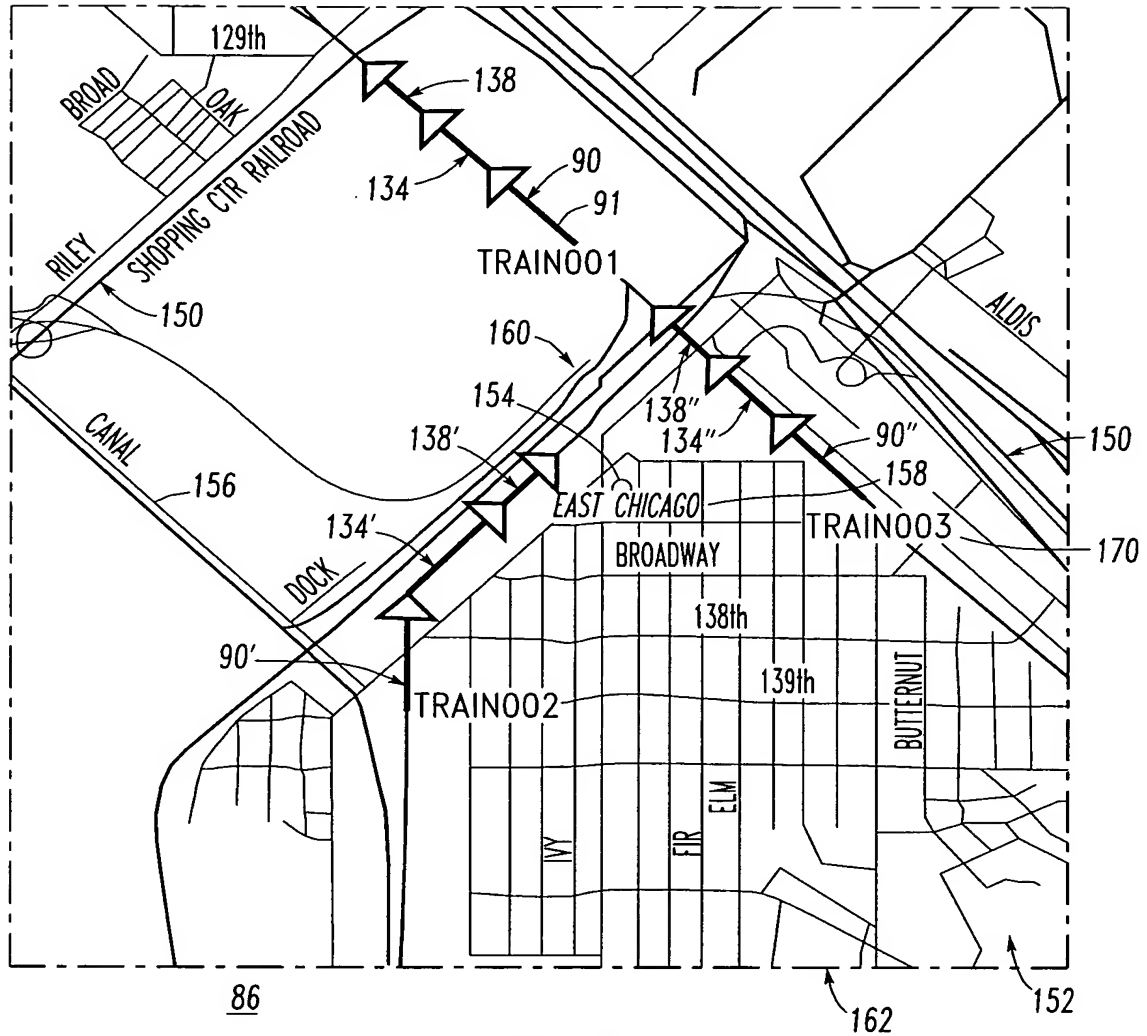 129th
BROAD
OAK
138
SHOPPING CTR RAILROAD
134
90
91
RILEY
TRAIN001
150
ALDIS
160
154
138"
134"
CANAL
138'
90"
150
156
EAST CHICAGO
158
134'
TRAIN003
170
BROADWAY
DOCK
138th
90'
139th
TRAIN002
BUTTERNUT
IVY
FIR
ELM
86
162
152